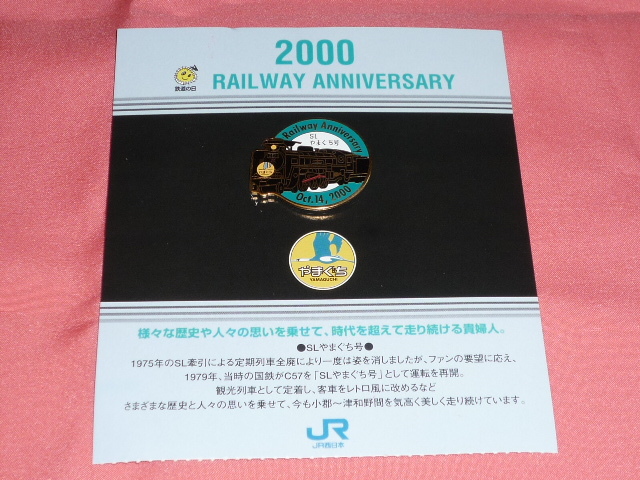 2000
RAILWAY ANNIVERSARY
鉄道の日
Railway Anniversary
SL
やまぐち号
Oct.14, 2000
やまぐち
YAMAGUCHI
様々な歴史や人々の思いを乗せて、時代を超えて走り続ける貴婦人。
●SLやまぐち号●
1975年のSL牽引による定期列車全廃により一度は姿を消しましたが、ファンの要望に応え、
1979年、当時の国鉄がC57を「SLやまぐち号」として運転を再開。
観光列車として定着し、客車をレトロ風に改めるなど
さまざまな歴史と人々の思いを乗せて、今も小郡〜津和野間を気高く美しく走り続けています。
JR
JR西日本